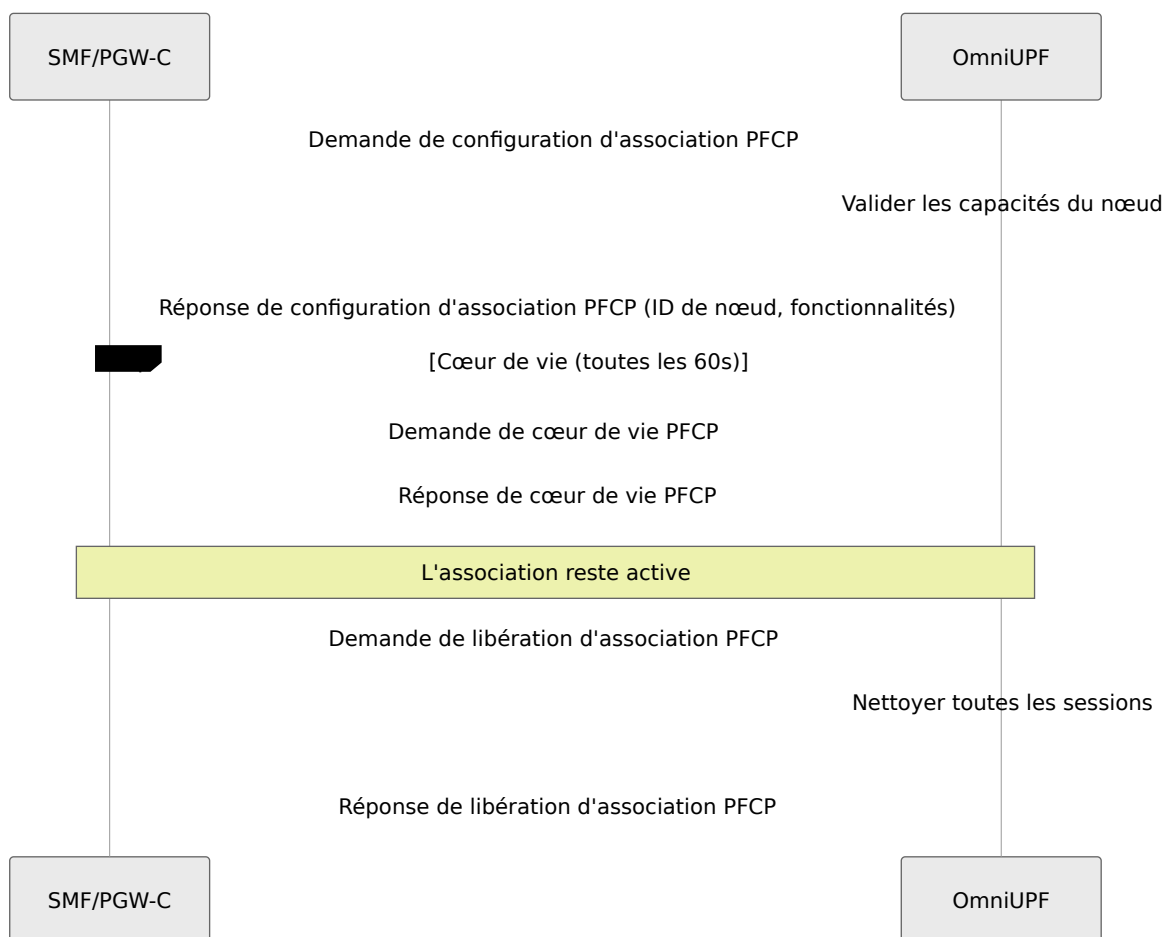 SMF/PGW-C
OmniUPF
Demande de configuration d'association PFCP
Valider les capacités du nœud
Réponse de configuration d'association PFCP (ID de nœud, fonctionnalités)
[Cœur de vie (toutes les 60s)]
Demande de cœur de vie PFCP
Réponse de cœur de vie PFCP
L'association reste active
Demande de libération d'association PFCP
Nettoyer toutes les sessions
Réponse de libération d'association PFCP
SMF/PGW-C
OmniUPF